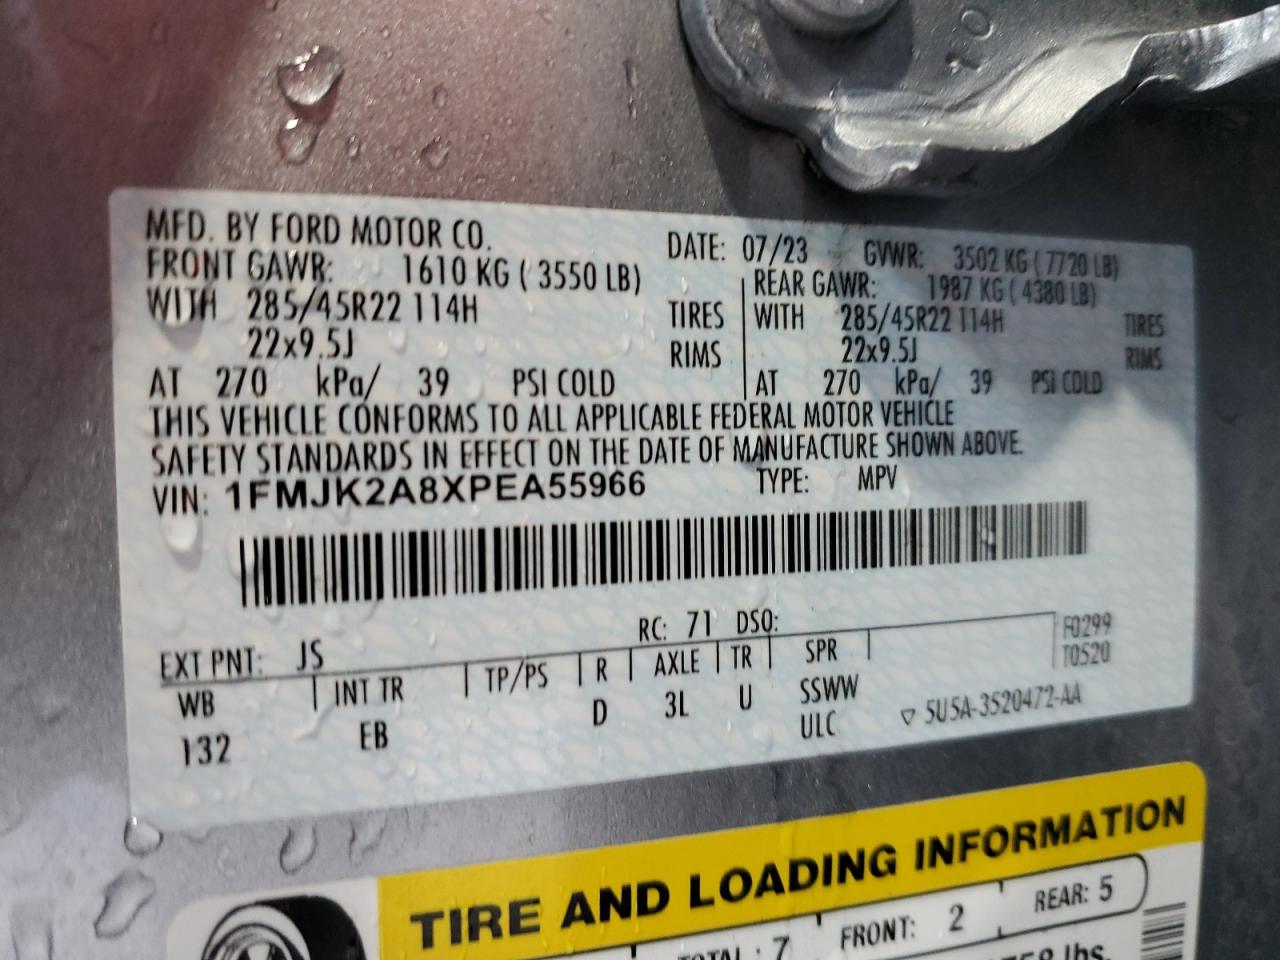 10
MFD. BY FORD MOTOR CO. DATE: 07/23 GVWR: 3502 KG ( 7720 LB)
FRONT GAWR: 1610 KG ( 3550 LB) REAR GAWR: 1987 KG ( 4380 LB)
WITH 285/45R22 114H TIRES WITH 285/45R22 114H TIRES
22x9.5J RIMS 22x9.5J RIMS
AT 270 kPa/ 39 PSI COLD AT 270 kPa/ 39 PSI COLD
THIS VEHICLE CONFORMS TO ALL APPLICABLE FEDERAL MOTOR VEHICLE
SAFETY STANDARDS IN EFFECT ON THE DATE OF MANUFACTURE SHOWN ABOVE.
VIN: 1FMJK2A8XPEA55966 TYPE: MPV
EXT PNT: JS RC: 71 DSO: F0299
WB INT TR TP/PS R AXLE TR SPR T0520
132 EB D 3L U SSWW
ULC ▽ 5U5A-3520472-AA
TIRE AND LOADING INFORMATION
TOTAL : 7 FRONT: 2 REAR: 5
lbs.